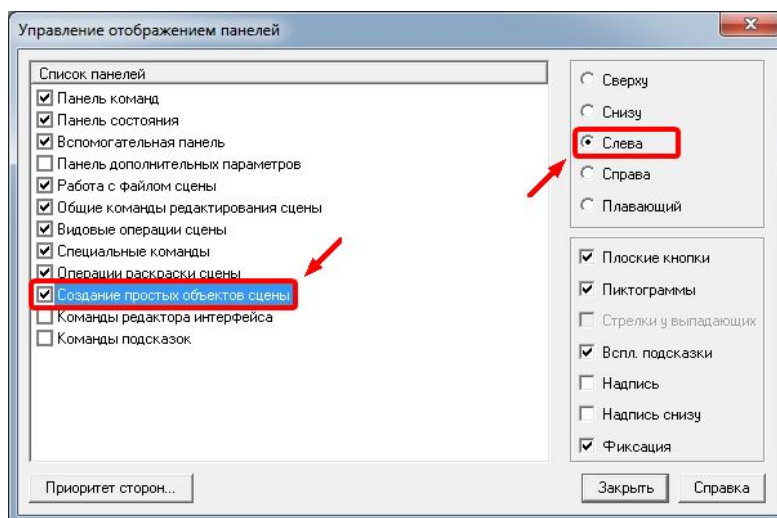 Управление отображением панелей
Список панелей
Панель команд
Панель состояния
Вспомогательная панель
Панель дополнительных параметров
Работа с файлом сцены
Общие команды редактирования сцены
Видовые операции сцены
Специальные команды
Операции раскраски сцены
Создание простых объектов сцены
Команды редактора интерфейса
Команды подсказок
Сверху
Снизу
Слева
Справа
Плавающий
Плоские кнопки
Пиктограммы
Стрелки у выпадающих
Вспл. подсказки
Надпись
Надпись снизу
Фиксация
Приоритет сторон...
Закрыть
Справка